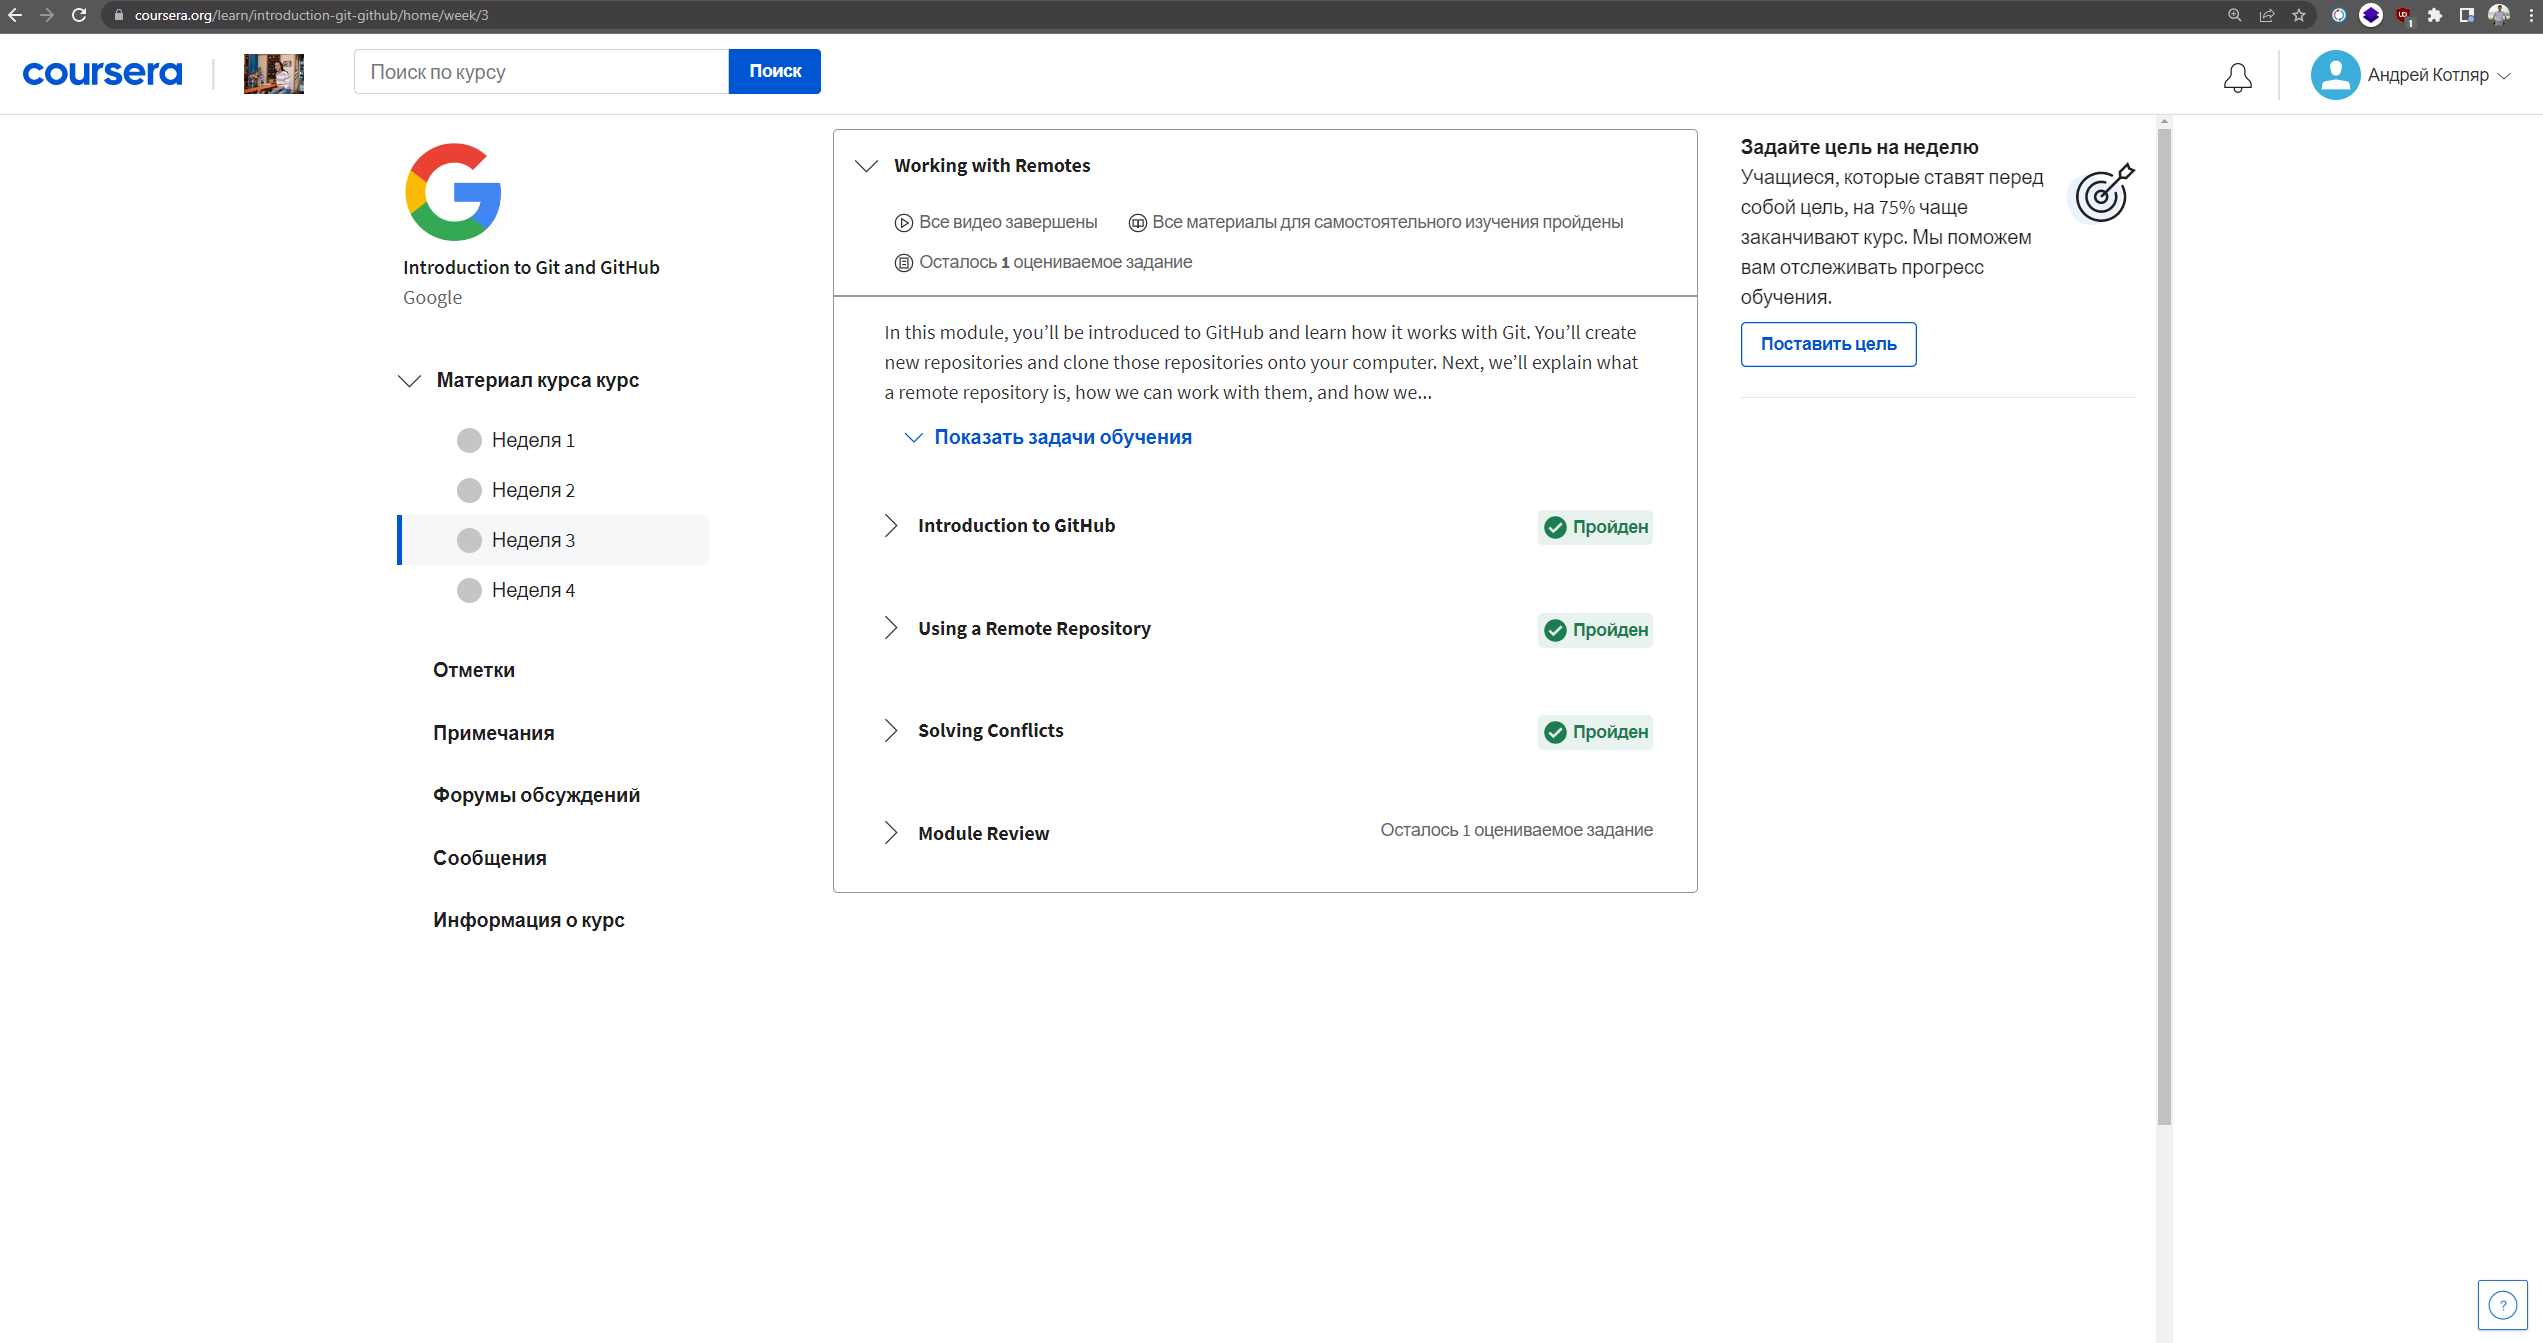 coursera.org/learn/introduction-git-github/home/week/3
1
coursera
Поиск по курсу
Поиск
Андрей Котляр
Introduction to Git and GitHub
Google
Материал курса курс
Неделя 1
Неделя 2
Неделя 3
Неделя 4
Отметки
Примечания
Форумы обсуждений
Сообщения
Информация о курс
Working with Remotes
Все видео завершены
Все материалы для самостоятельного изучения пройдены
Осталось 1 оцениваемое задание
In this module, you’ll be introduced to GitHub and learn how it works with Git. You’ll create
new repositories and clone those repositories onto your computer. Next, we’ll explain what
a remote repository is, how we can work with them, and how we...
Показать задачи обучения
Introduction to GitHub
Пройден
Using a Remote Repository
Пройден
Solving Conflicts
Пройден
Module Review
Осталось 1 оцениваемое задание
Задайте цель на неделю
Учащиеся, которые ставят перед
собой цель, на 75% чаще
заканчивают курс. Мы поможем
вам отслеживать прогресс
обучения.
Поставить цель
?